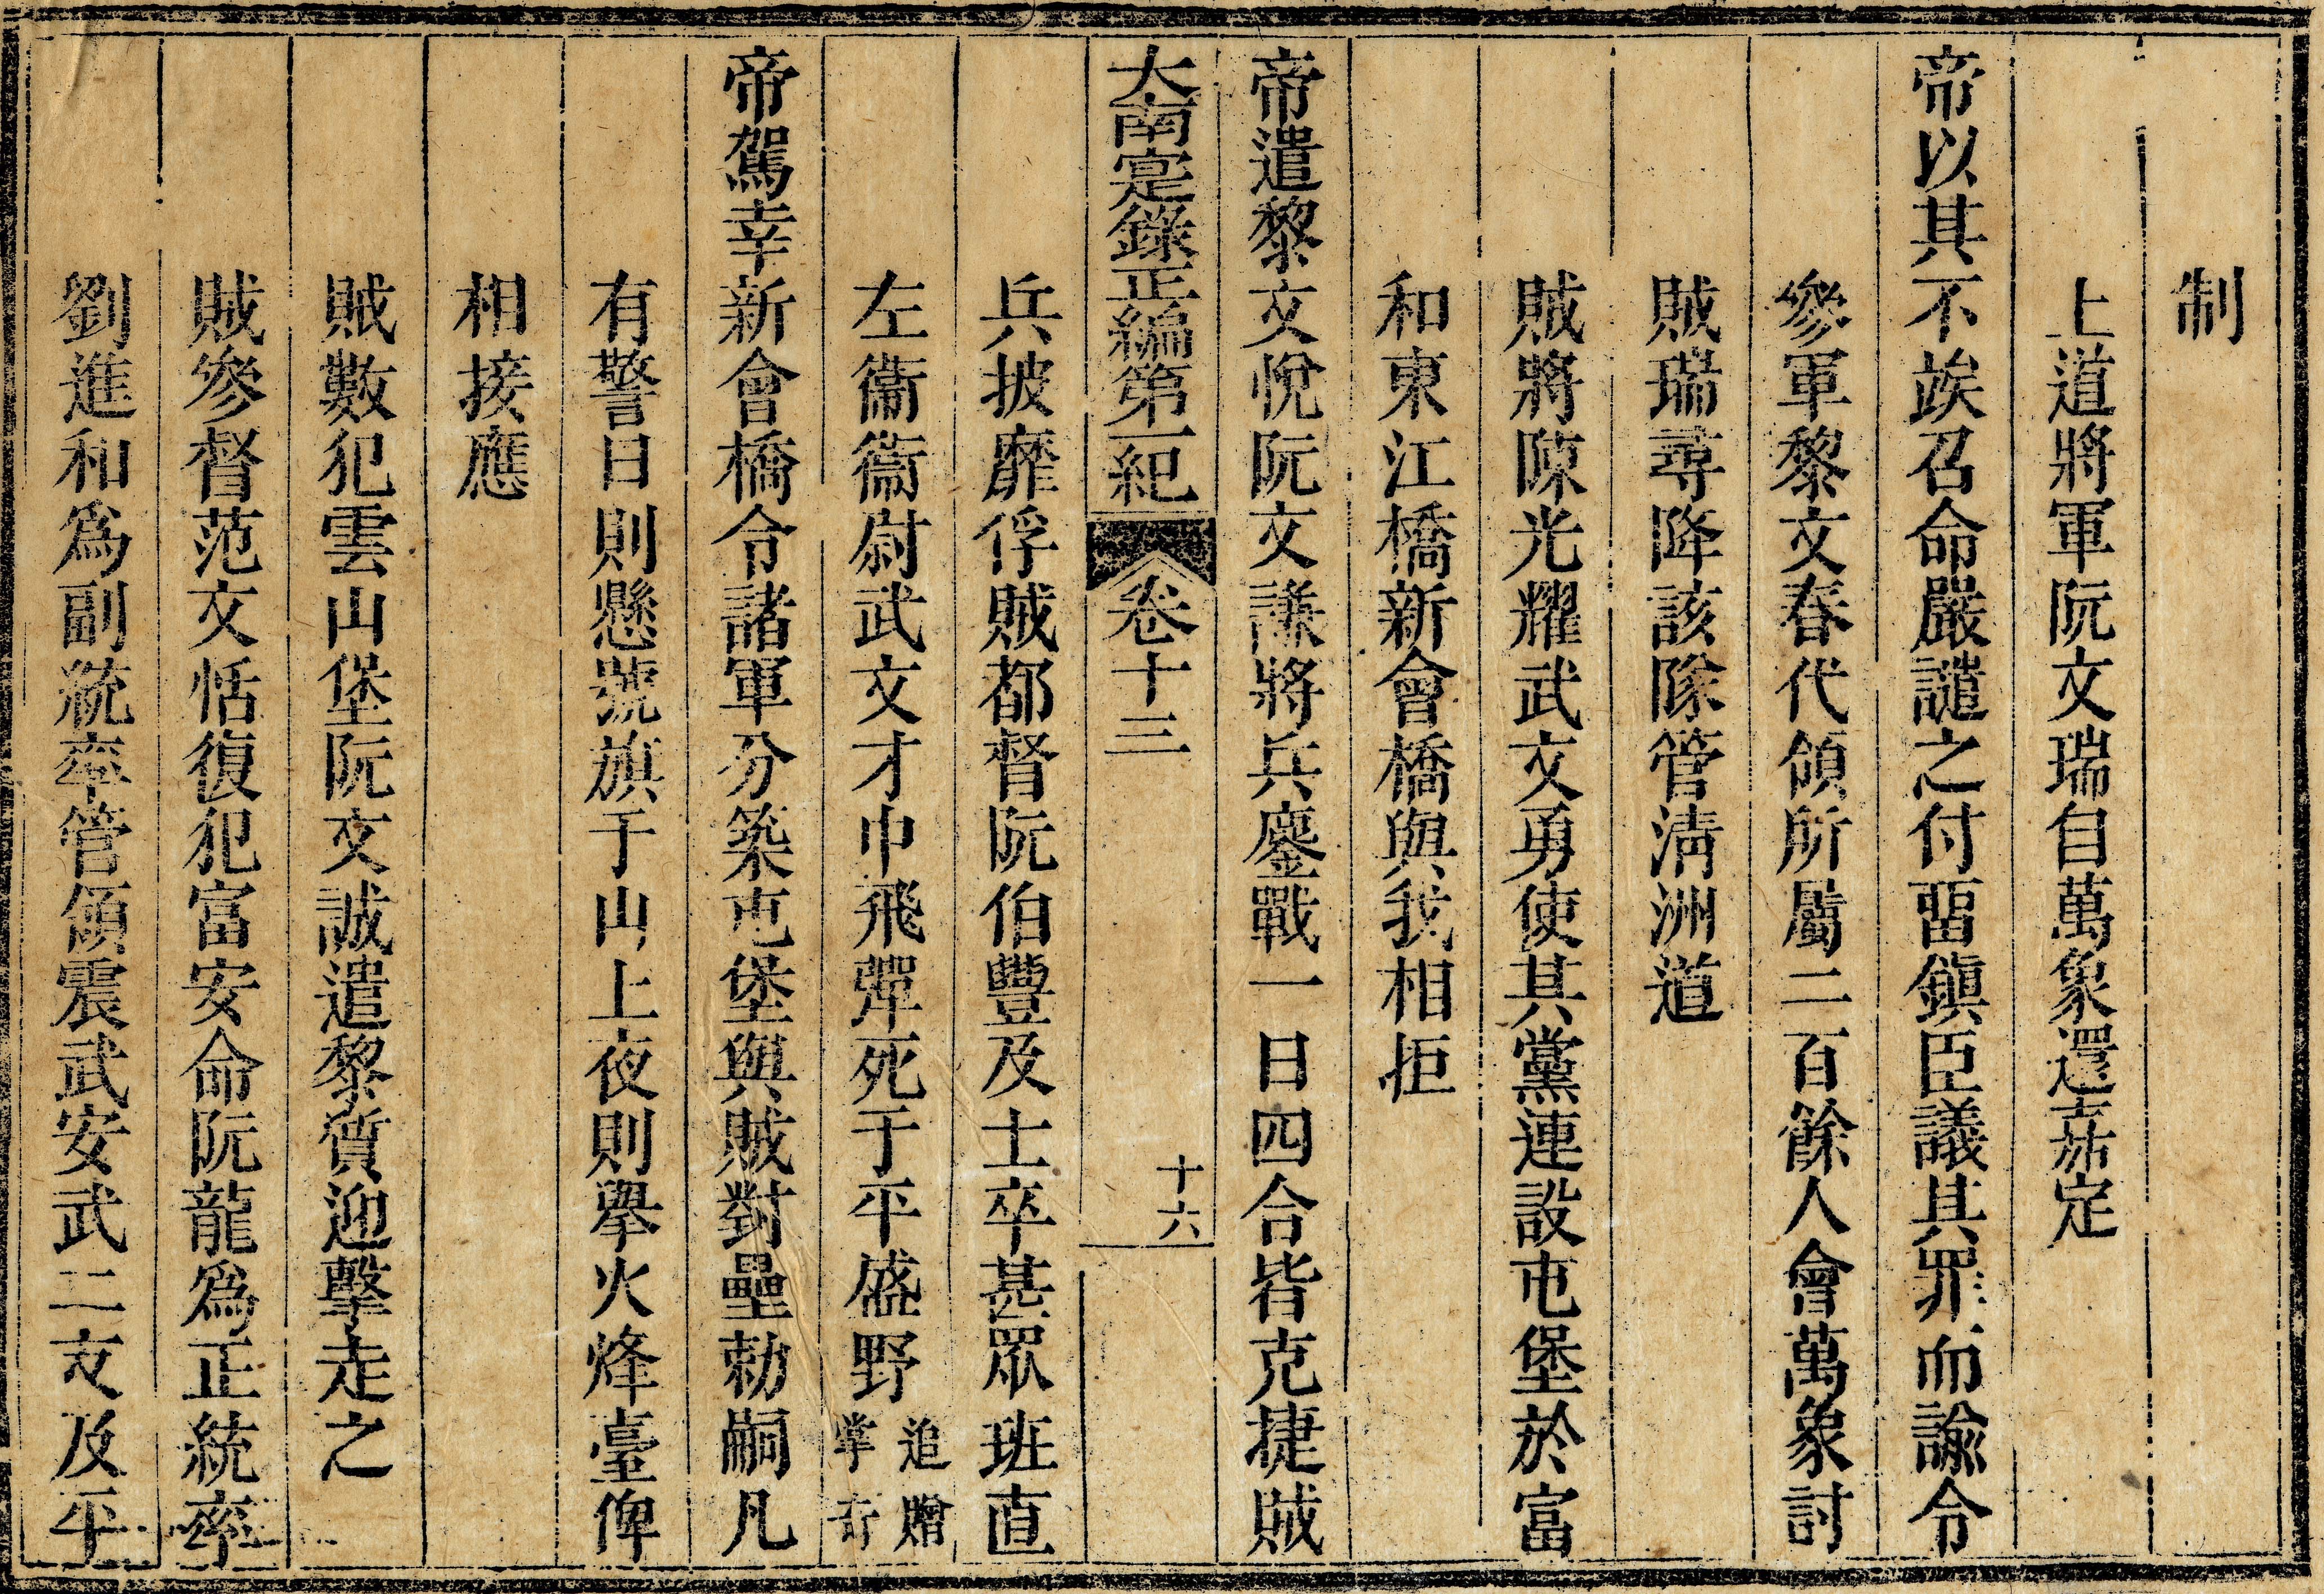 制
上道將軍阮文瑞自萬象還嘉定
帝以其不竢召命嚴譴之付畱鎭臣議其罪而諭令
參軍黎文春代領所屬二百餘人會萬象討
賊瑞尋降該隊管淸洲道
賊將陳光耀武文勇使其黨連設屯堡於富
和東江橋新會橋與我相拒
帝遣黎文悅阮文謙將兵鏖戰一日四合皆克捷賊
大南寔錄正編第一紀 卷十三 十六
兵披靡俘賊都督阮伯豐及士卒甚眾班直
左衞衞尉武文才中飛彈死于平盛野追贈掌奇
帝駕幸新會橋令諸軍分築屯堡與賊對壘勅嗣凡
有警日則懸號旗于山上夜則擧火烽臺俾
相接應
賊數犯雲山堡阮文誠遣黎質迎擊走之
賊參督范文恬復犯富安命阮龍爲正統率
劉進和爲副統率管領震武安武二支及平